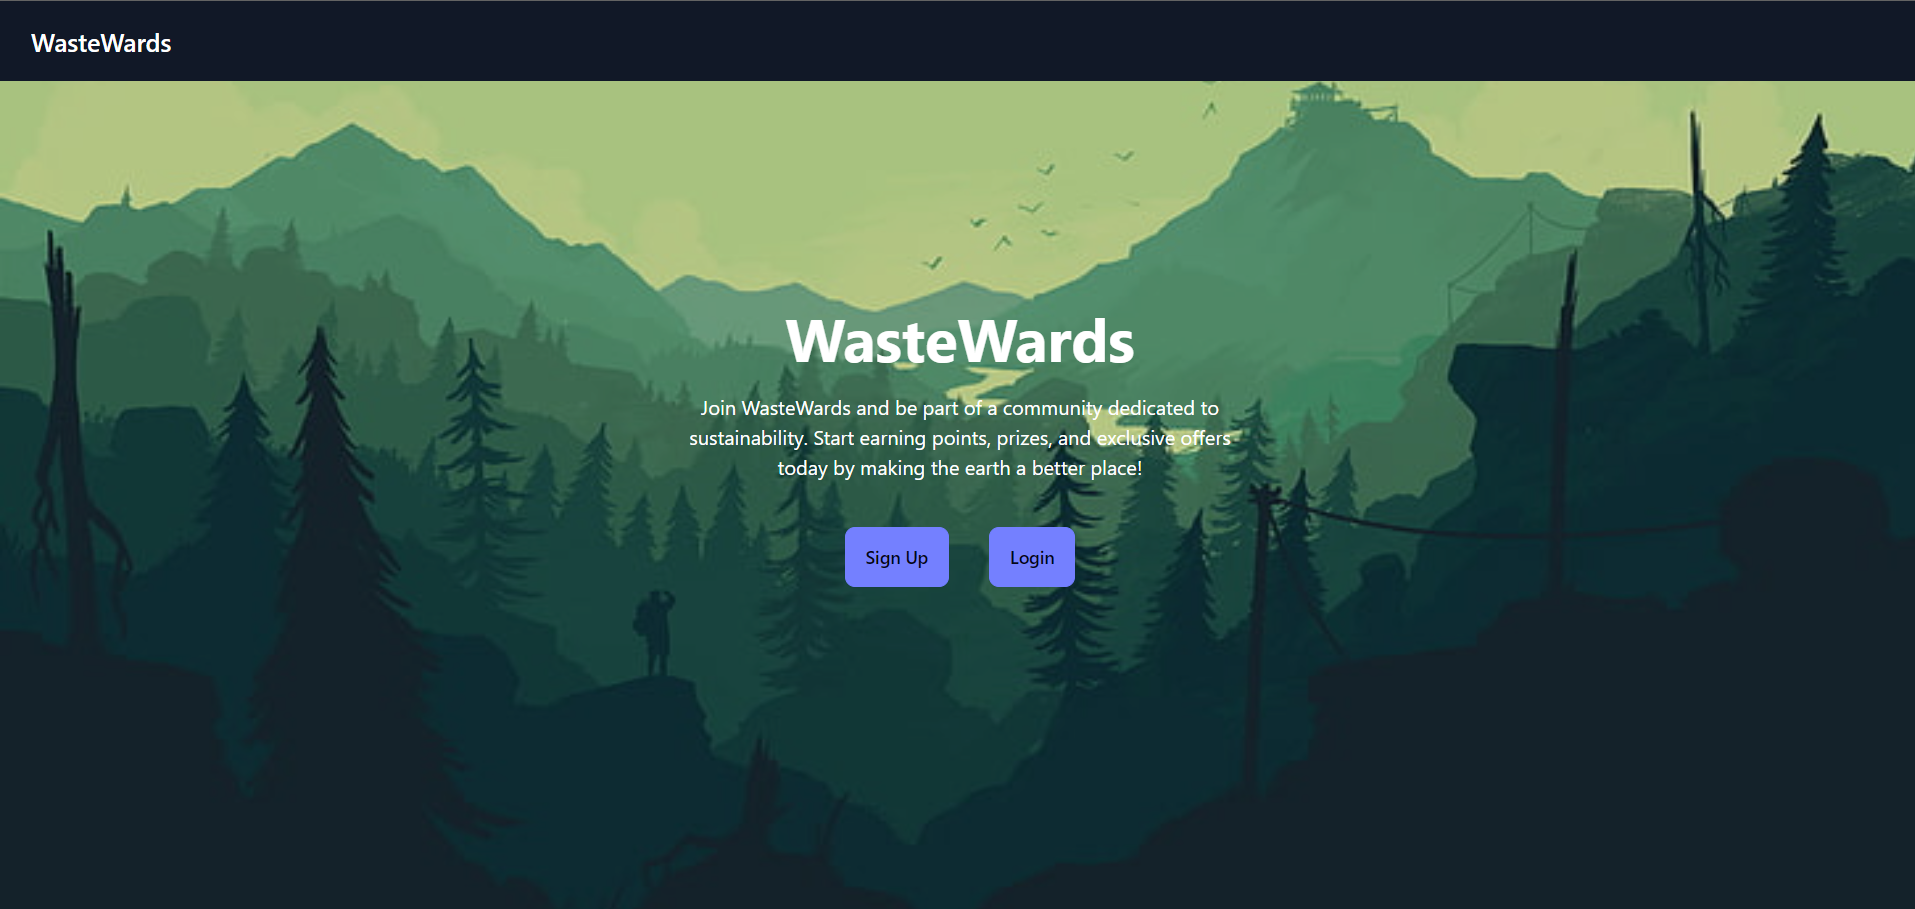 WasteWards
WasteWards
Join WasteWards and be part of a community dedicated to
sustainability. Start earning points, prizes, and exclusive offers
today by making the earth a better place!
Sign Up
Login